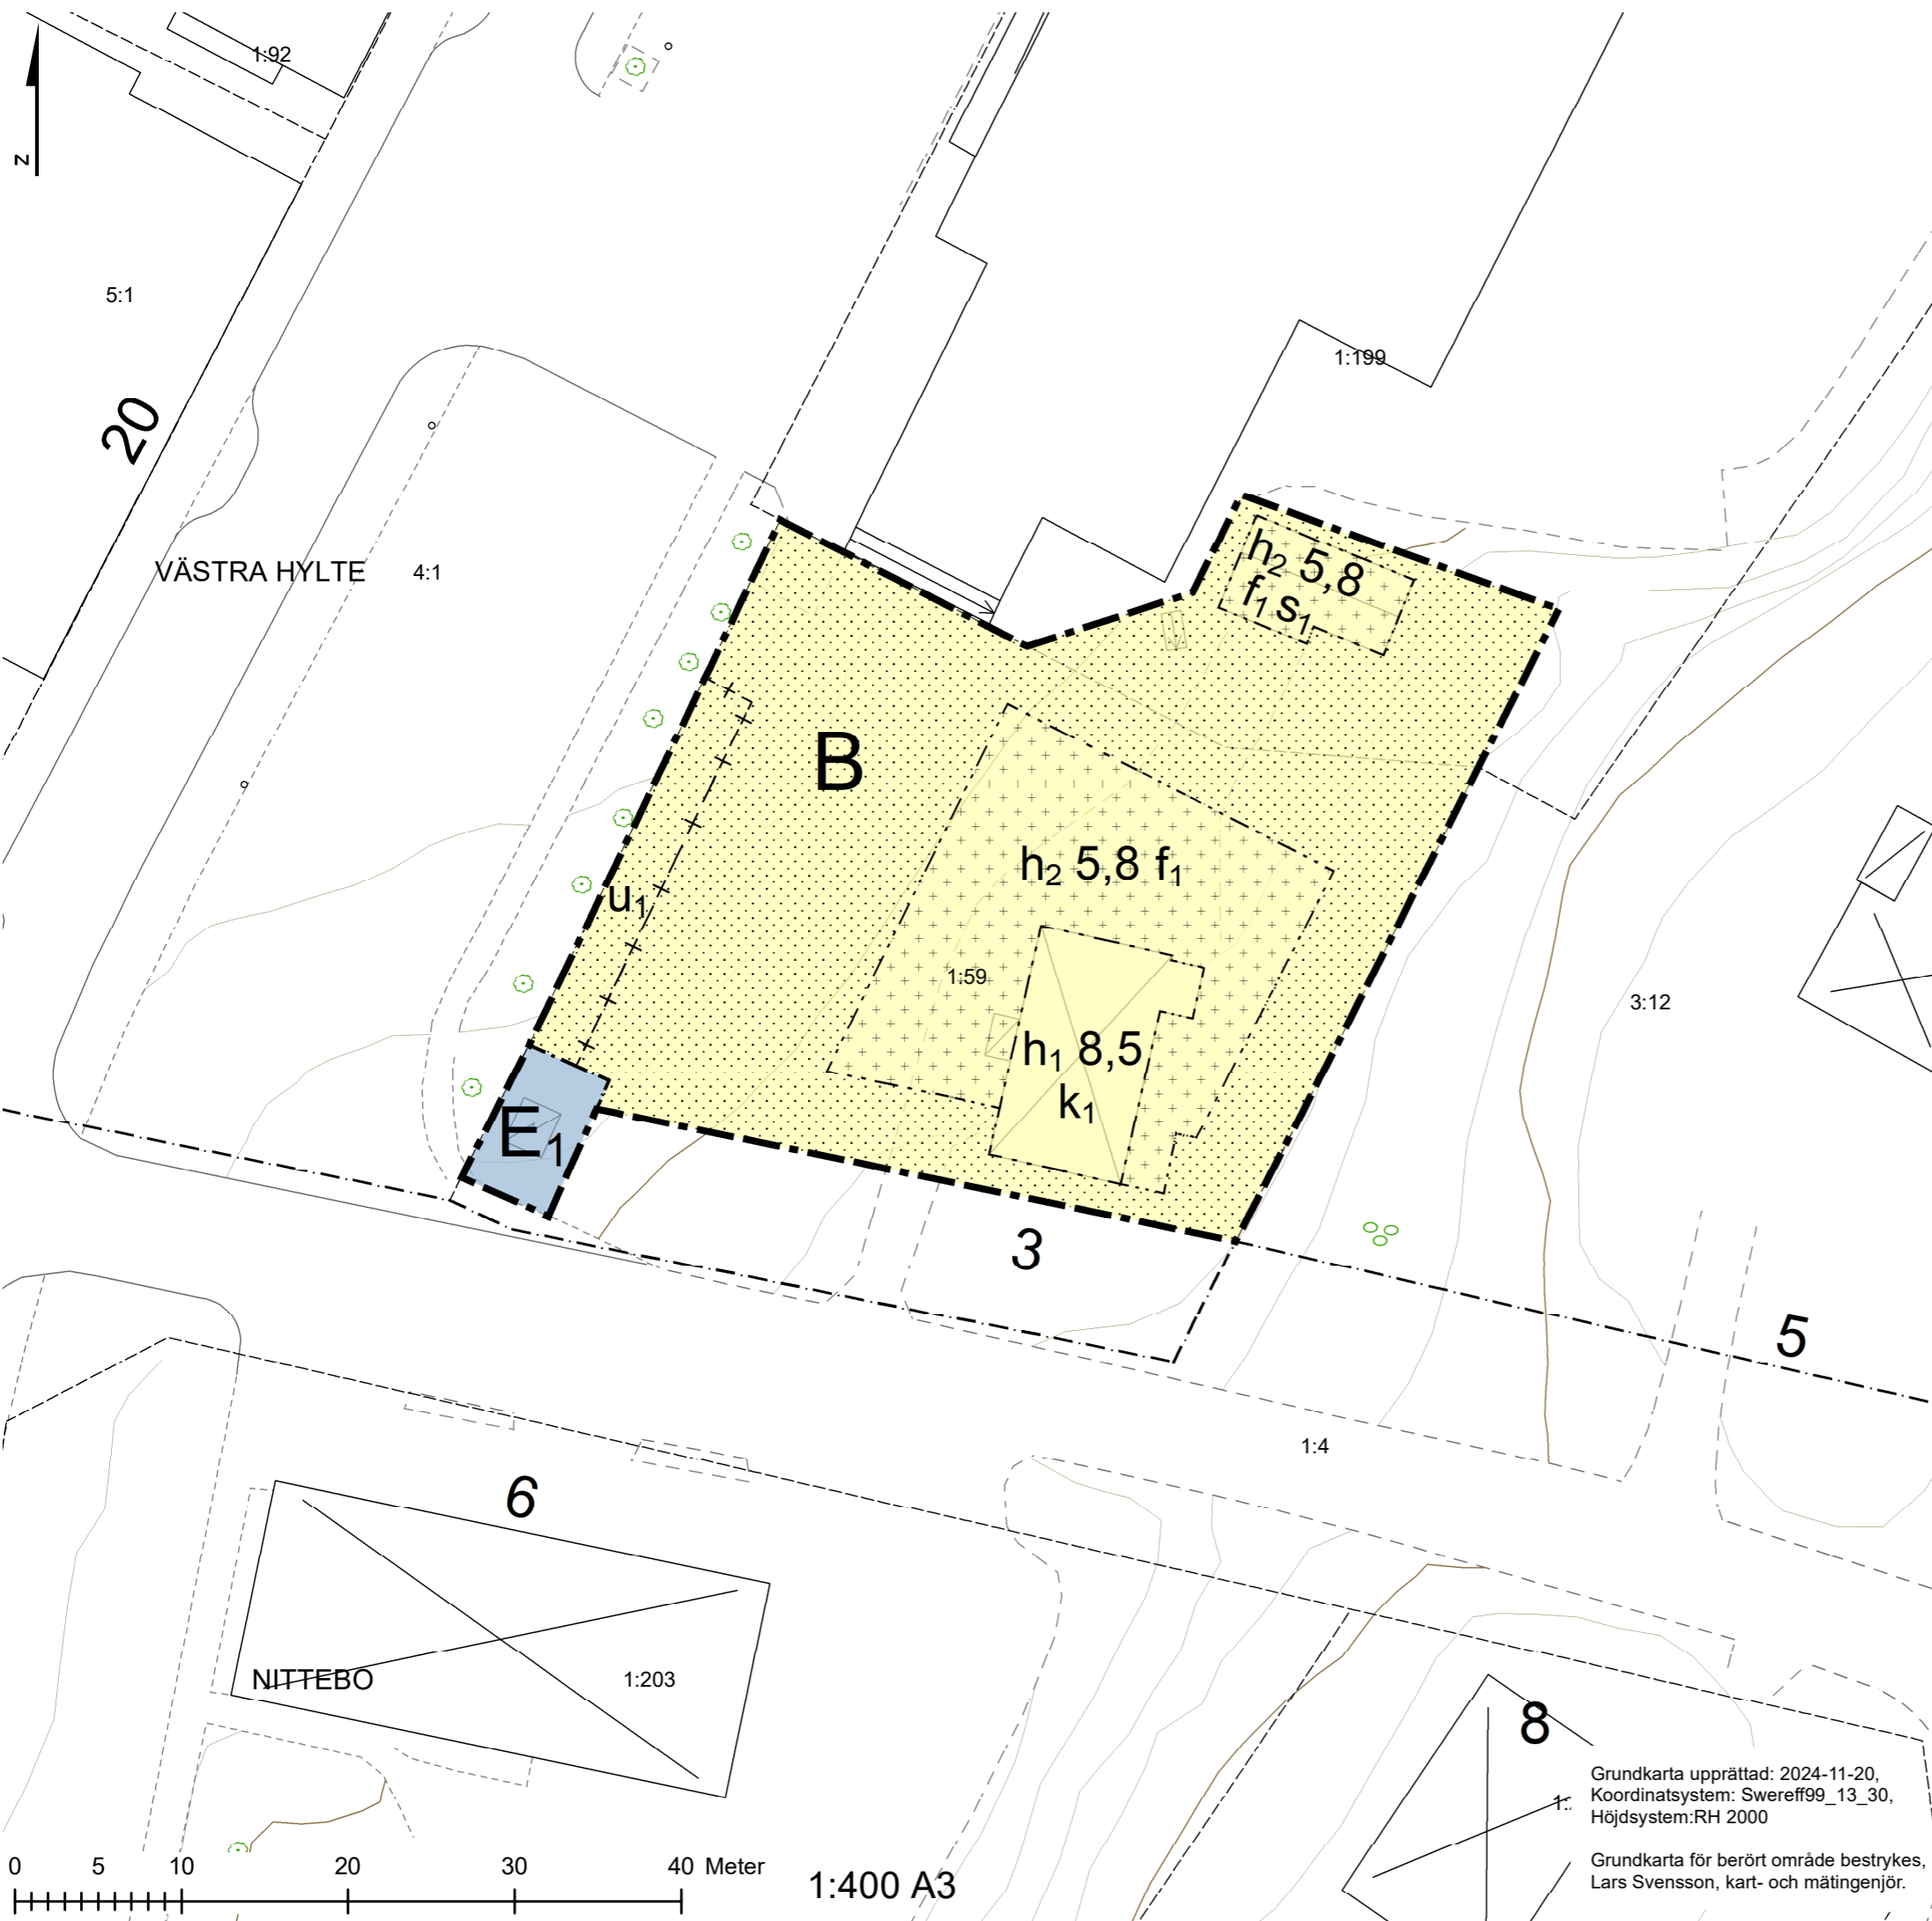 1:92
z
5:1
1:199
20
h₂ 5,8
f₁ s₁
VÄSTRA HYLTE
4:1
B
h₂ 5,8 f₁
u₁
1:59
3:12
h₁ 8,5
k₁
E₁
3
5
1:4
6
NITTEBO
1:203
8
Grundkarta upprättad: 2024-11-20,
Koordinatsystem: Swereff99_13_30,
Höjdsystem:RH 2000
Grundkarta för berört område bestrykes,
Lars Svensson, kart- och mätingenjör.
0 5 10 20 30 40 Meter
1:400 A3